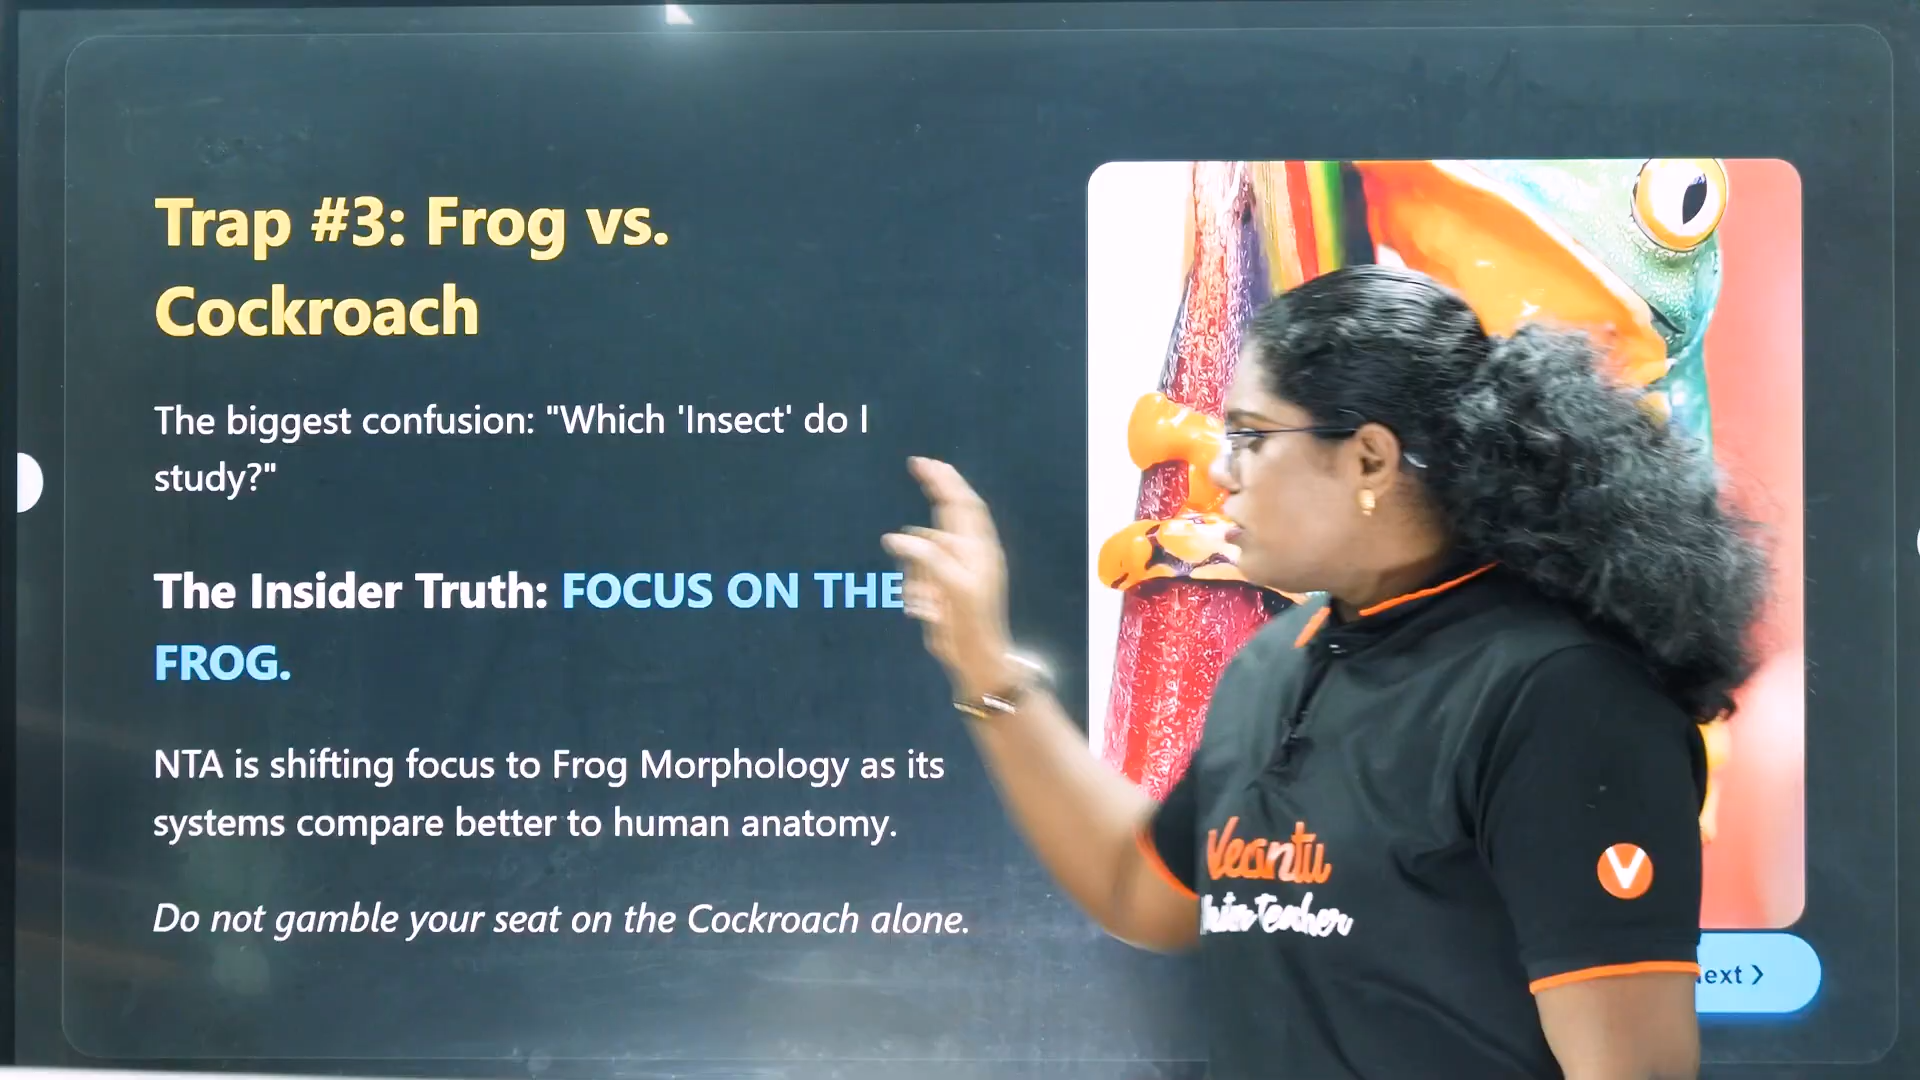 Trap #3: Frog vs.
Cockroach
The biggest confusion: "Which 'Insect' do I
study?"
The Insider Truth: FOCUS ON THE
FROG.
NTA is shifting focus to Frog Morphology as its
systems compare better to human anatomy.
Do not gamble your seat on the Cockroach alone.
Vedantu
V